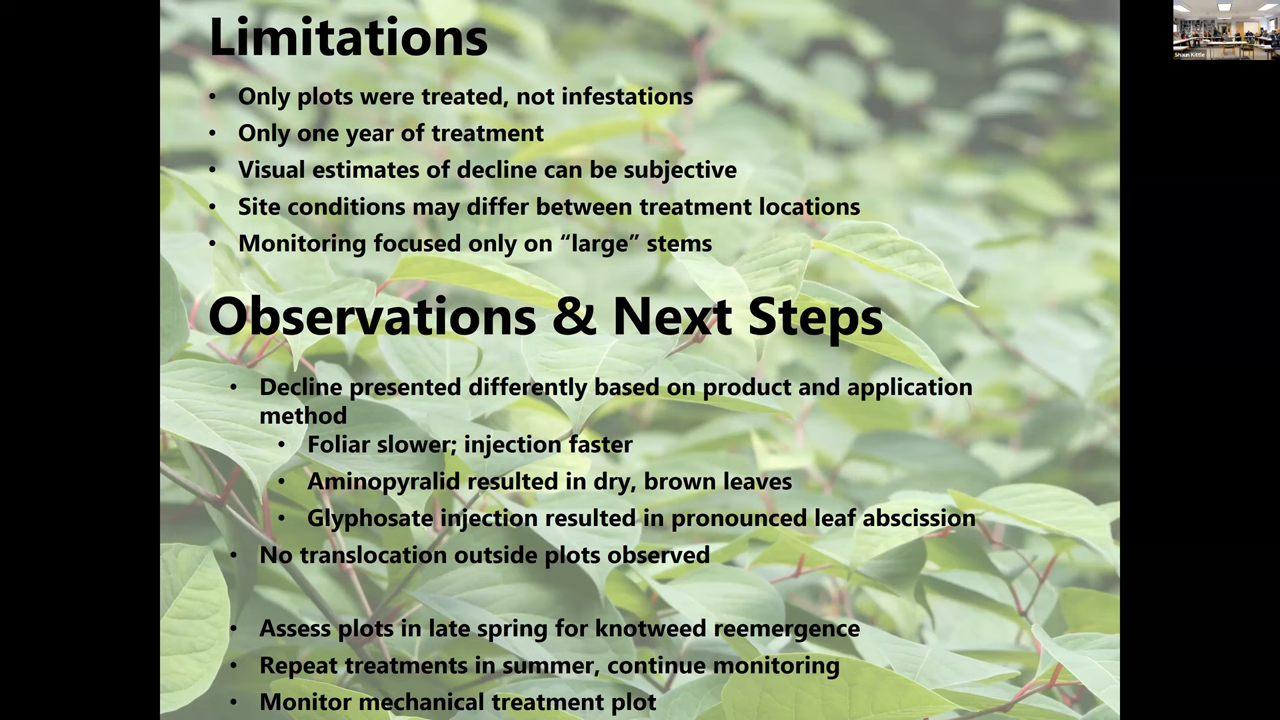 Limitations
• Only plots were treated, not infestations
• Only one year of treatment
• Visual estimates of decline can be subjective
• Site conditions may differ between treatment locations
• Monitoring focused only on “large” stems
Observations & Next Steps
• Decline presented differently based on product and application
method
• Foliar slower; injection faster
• Aminopyralid resulted in dry, brown leaves
• Glyphosate injection resulted in pronounced leaf abscission
• No translocation outside plots observed
• Assess plots in late spring for knotweed reemergence
• Repeat treatments in summer, continue monitoring
• Monitor mechanical treatment plot
Shaun Kittle